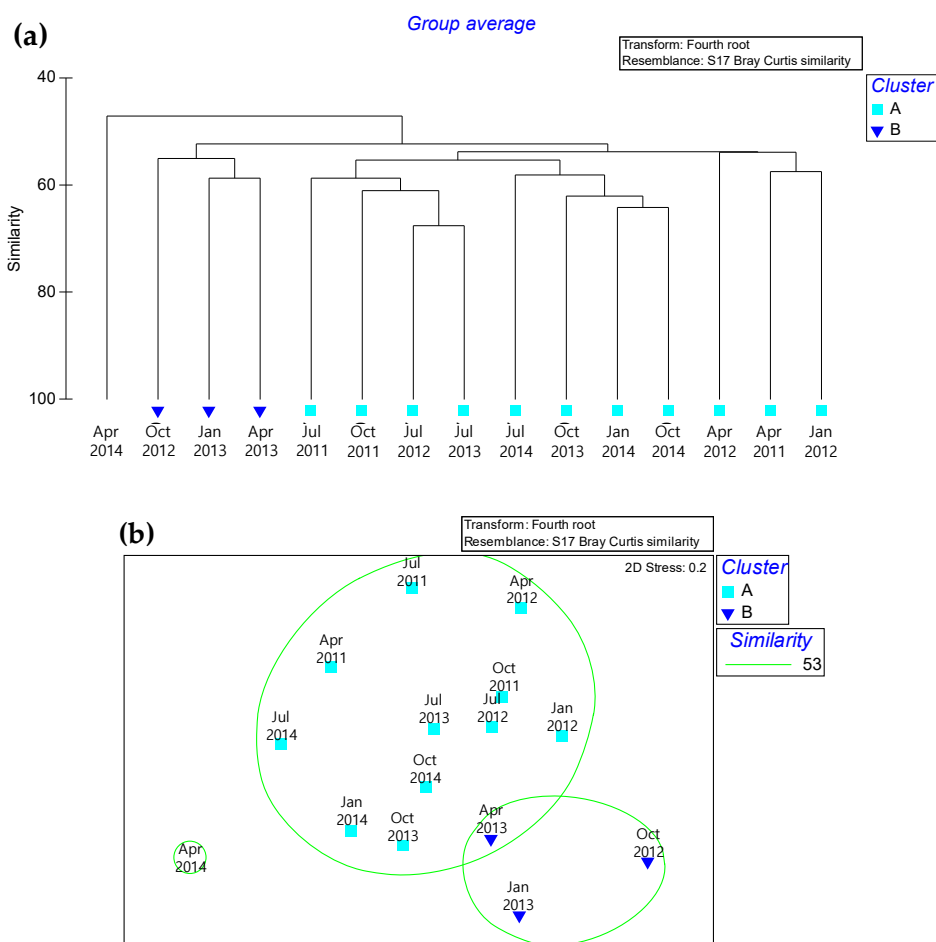 (a)
Group average
Transform: Fourth root
Resemblance: S17 Bray Curtis similarity
Cluster
A
B
40
60
80
100
Similarity
Apr
2014
Oct
2012
Jan
2013
Apr
2013
Jul
2011
Oct
2011
Jul
2012
Jul
2013
Jul
2014
Oct
2013
Jan
2014
Oct
2014
Apr
2012
Apr
2011
Jan
2012
(b)
Transform: Fourth root
Resemblance: S17 Bray Curtis similarity
2D Stress: 0.2
Cluster
A
B
Similarity
53
Jul
2011
Apr
2012
Apr
2011
Oct
2011
Jul
2012
Jul
2013
Jan
2012
Jul
2014
Oct
2014
Jan
2014
Oct
2013
Apr
2013
Oct
2012
Apr
2014
Jan
2013